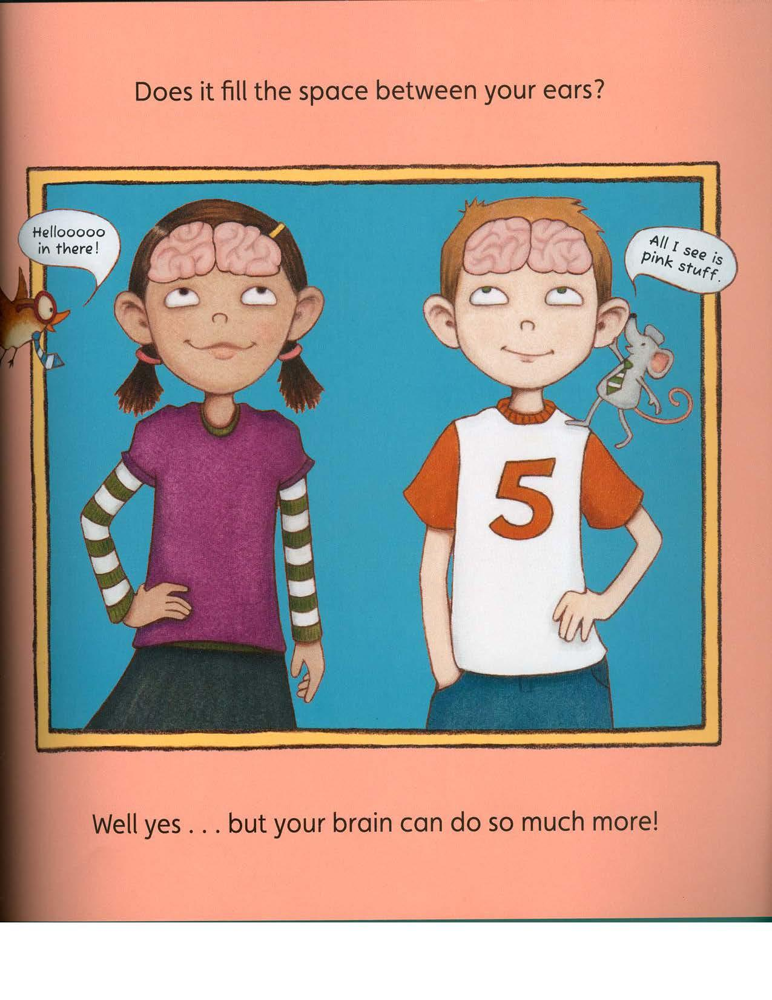 Does it fill the space between your ears?
Hellooooo
in there!
All I see is
pink stuff.
5
Well yes . . . but your brain can do so much more!